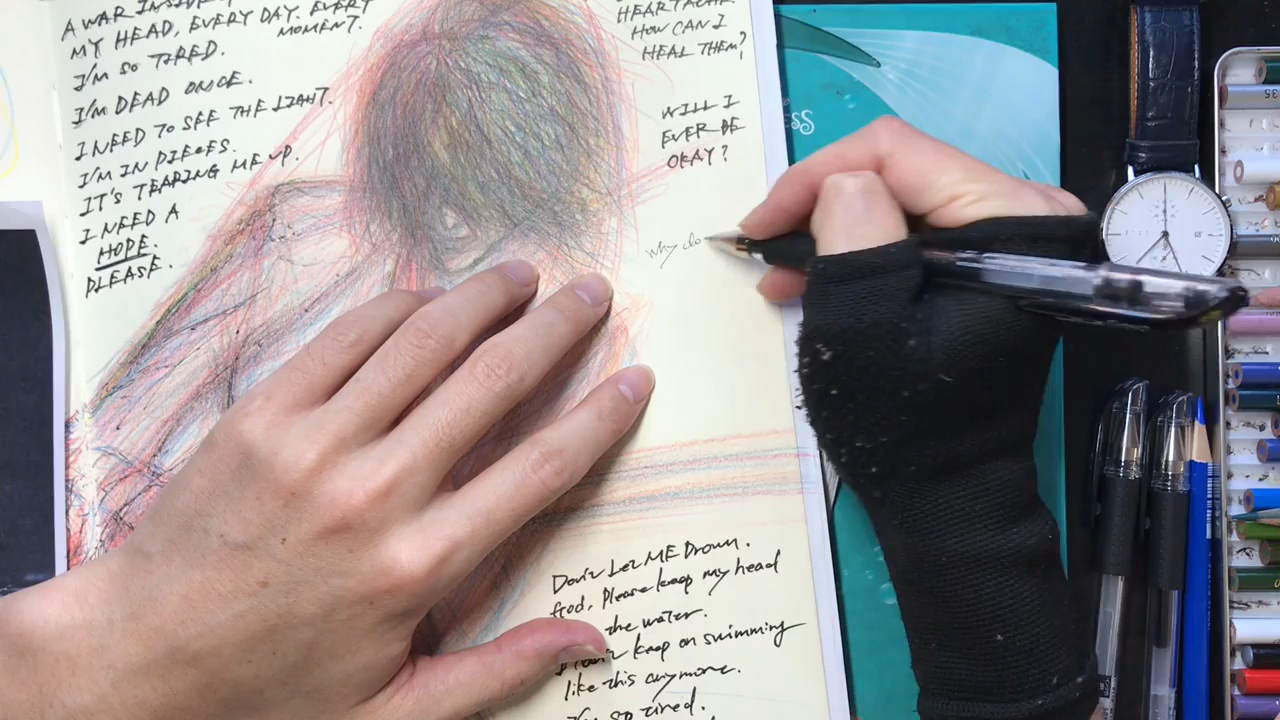 A WAR INSIDE
MY HEAD, EVERY DAY. EVERY
MOMENT.
I'M SO TIRED.
I'M DEAD ONCE.
I NEED TO SEE THE LIGHT.
I'M IN PIECES.
IT'S TEARING ME UP.
I NEED A
HOPE.
PLEASE.
HEARTACHE
HOW CAN I
HEAL THEM?
WILL I
EVER BE
OKAY?
why do
Don't Let ME Drown.
Please keep my head
the water.
keep on swimming
like this anymore.
I'm so tired.
ESS
35